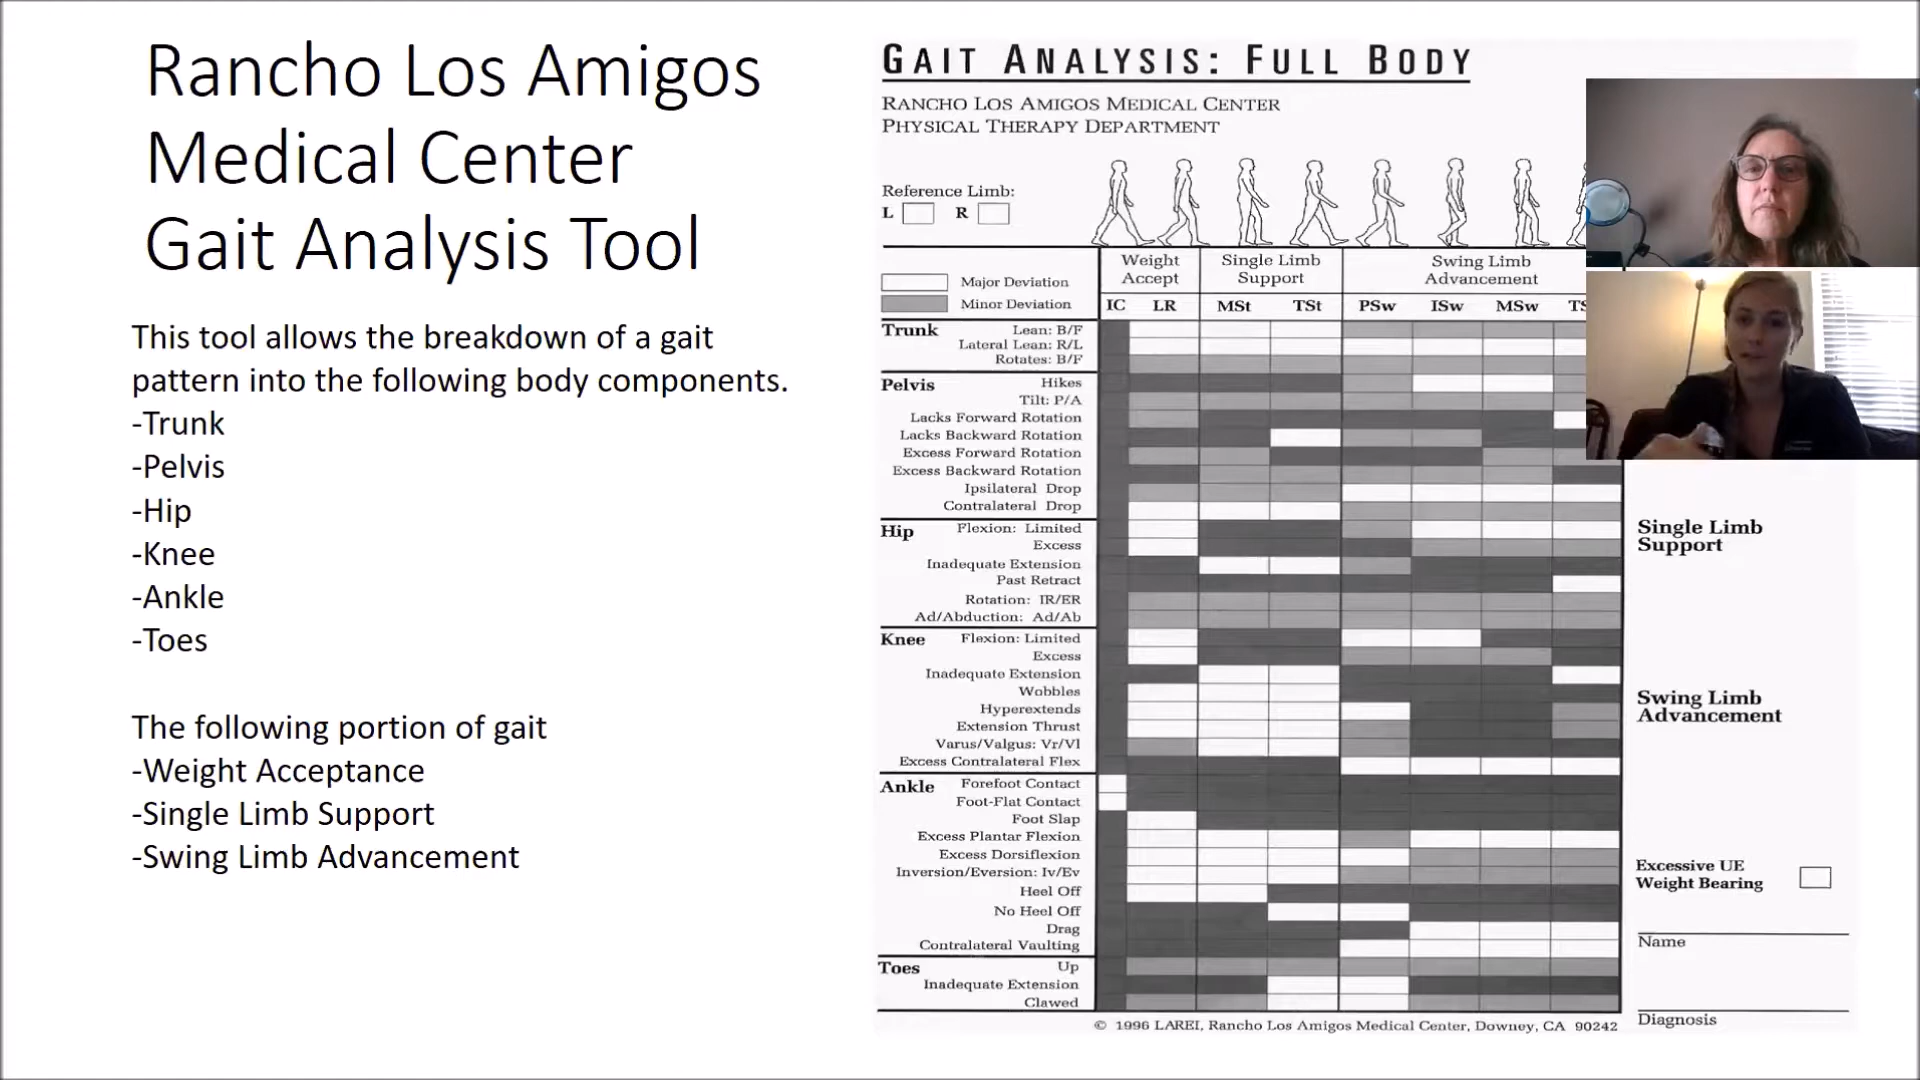 Rancho Los Amigos
Medical Center
Gait Analysis Tool
This tool allows the breakdown of a gait
pattern into the following body components.
-Trunk
-Pelvis
-Hip
-Knee
-Ankle
-Toes
The following portion of gait
-Weight Acceptance
-Single Limb Support
-Swing Limb Advancement
GAIT ANALYSIS: FULL BODY
RANCHO LOS AMIGOS MEDICAL CENTER
PHYSICAL THERAPY DEPARTMENT
Reference Limb:
L R
Major Deviation
Minor Deviation
Weight
Accept
Single Limb
Support
Swing Limb
Advancement
IC LR MSt TSt PSw ISw MSw
Trunk Lean: B/F
Lateral Lean: R/L
Rotates: B/F
Pelvis Hikes
Tilt: P/A
Lacks Forward Rotation
Lacks Backward Rotation
Excess Forward Rotation
Excess Backward Rotation
Ipsilateral Drop
Contralateral Drop
Hip Flexion: Limited
Excess
Inadequate Extension
Past Retract
Rotation: IR/ER
Ad/Abduction: Ad/Ab
Knee Flexion: Limited
Excess
Inadequate Extension
Wobbles
Hyperextends
Extension Thrust
Varus/Valgus: Vr/Vl
Excess Contralateral Flex
Ankle Forefoot Contact
Foot-Flat Contact
Foot Slap
Excess Plantar Flexion
Excess Dorsiflexion
Inversion/Eversion: Iv/Ev
Heel Off
No Heel Off
Drag
Contralateral Vaulting
Toes Up
Inadequate Extension
Clawed
Single Limb
Support
Swing Limb
Advancement
Excessive UE
Weight Bearing
Name
Diagnosis
© 1996 LAREI, Rancho Los Amigos Medical Center, Downey, CA 90242